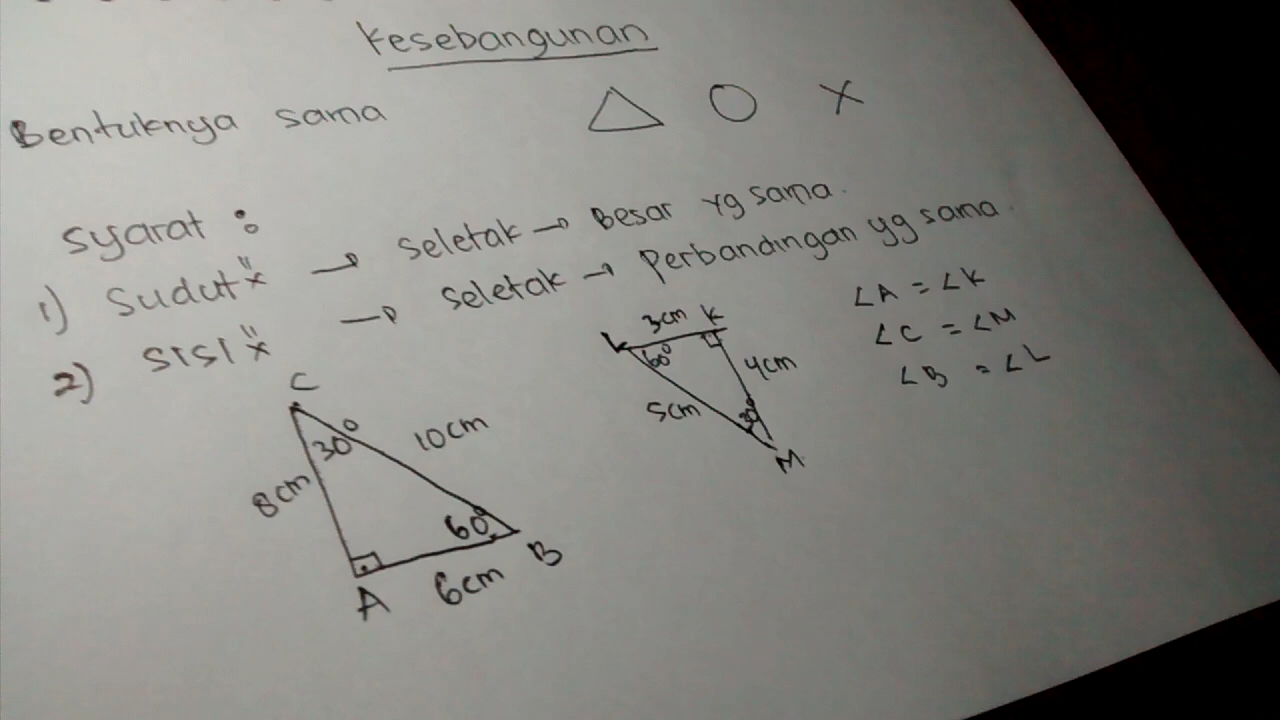 Kesebangunan
Bentuknya sama
Syarat :
1) Sudut"x → seletak → Besar yg sama.
2) SISI"x → seletak → Perbandingan yg sama.
∠A = ∠K
∠C = ∠M
∠B = ∠L
C
30°
10cm
8cm
60°
A
6cm
B
3cm
K
L
60°
4cm
5cm
30°
M